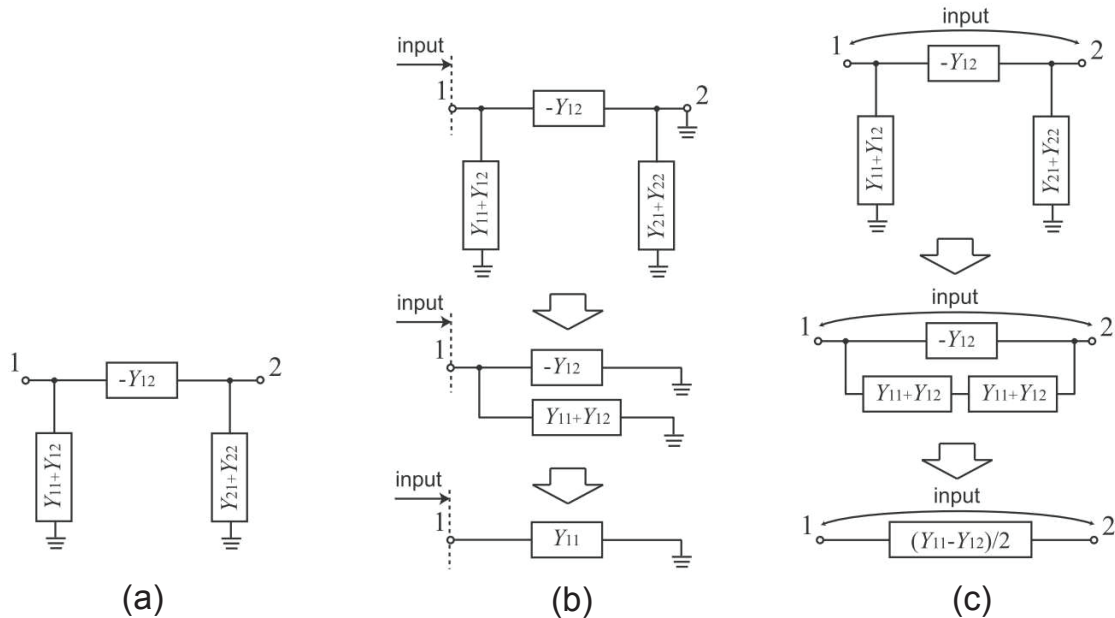 1
-Y12
2
Y11+Y12
Y21+Y22
(a)
input
1
-Y12
2
Y11+Y12
Y21+Y22
input
1
-Y12
Y11+Y12
input
1
Y11
(b)
input
1
-Y12
2
Y11+Y12
Y21+Y22
input
1
-Y12
2
Y11+Y12
Y11+Y12
input
1
(Y11-Y12)/2
2
(c)